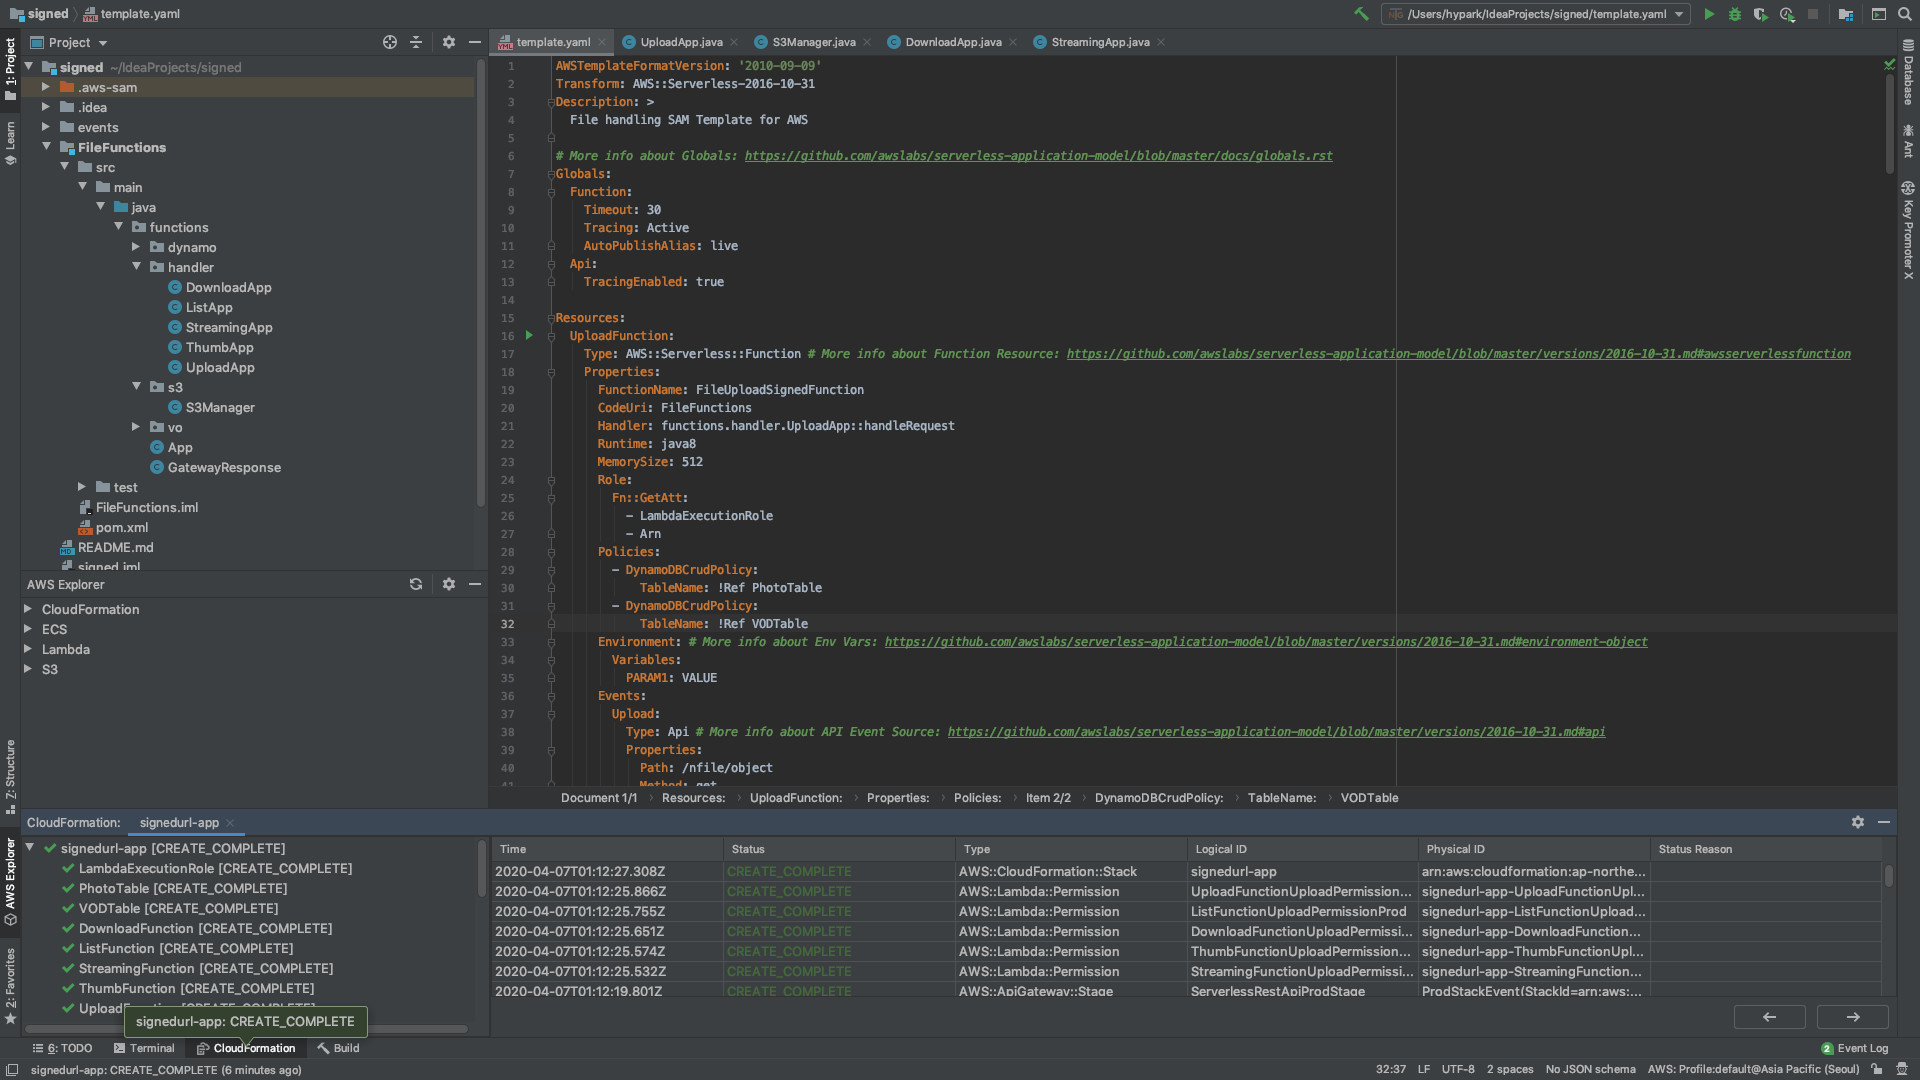 signed
template.yaml
/Users/hypark/IdeaProjects/signed/template.yaml
Project
template.yaml
UploadApp.java
S3Manager.java
DownloadApp.java
StreamingApp.java
1: Project
Learn
7: Structure
AWS Explorer
2: Favorites
signed ~/IdeaProjects/signed
.aws-sam
.idea
events
FileFunctions
src
main
java
functions
dynamo
handler
DownloadApp
ListApp
StreamingApp
ThumbApp
UploadApp
s3
S3Manager
vo
App
GatewayResponse
test
FileFunctions.iml
pom.xml
README.md
signed.iml
AWS Explorer
CloudFormation
ECS
Lambda
S3
1 AWSTemplateFormatVersion: '2010-09-09'
2 Transform: AWS::Serverless-2016-10-31
3 Description: >
4 File handling SAM Template for AWS
5
6 # More info about Globals: https://github.com/awslabs/serverless-application-model/blob/master/docs/globals.rst
7 Globals:
8 Function:
9 Timeout: 30
10 Tracing: Active
11 AutoPublishAlias: live
12 Api:
13 TracingEnabled: true
14
15 Resources:
16 UploadFunction:
17 Type: AWS::Serverless::Function # More info about Function Resource: https://github.com/awslabs/serverless-application-model/blob/master/versions/2016-10-31.md#awsserverlessfunction
18 Properties:
19 FunctionName: FileUploadSignedFunction
20 CodeUri: FileFunctions
21 Handler: functions.handler.UploadApp::handleRequest
22 Runtime: java8
23 MemorySize: 512
24 Role:
25 Fn::GetAtt:
26 - LambdaExecutionRole
27 - Arn
28 Policies:
29 - DynamoDBCrudPolicy:
30 TableName: !Ref PhotoTable
31 - DynamoDBCrudPolicy:
32 TableName: !Ref VODTable
33 Environment: # More info about Env Vars: https://github.com/awslabs/serverless-application-model/blob/master/versions/2016-10-31.md#environment-object
34 Variables:
35 PARAM1: VALUE
36 Events:
37 Upload:
38 Type: Api # More info about API Event Source: https://github.com/awslabs/serverless-application-model/blob/master/versions/2016-10-31.md#api
39 Properties:
40 Path: /nfile/object
41 Method: get
Document 1/1 › Resources: › UploadFunction: › Properties: › Policies: › Item 2/2 › DynamoDBCrudPolicy: › TableName: › VODTable
Database
Ant
Key Promoter X
CloudFormation: signedurl-app
signedurl-app [CREATE_COMPLETE]
LambdaExecutionRole [CREATE_COMPLETE]
PhotoTable [CREATE_COMPLETE]
VODTable [CREATE_COMPLETE]
DownloadFunction [CREATE_COMPLETE]
ListFunction [CREATE_COMPLETE]
StreamingFunction [CREATE_COMPLETE]
ThumbFunction [CREATE_COMPLETE]
UploadFunction [CREATE_COMPLETE]
signedurl-app: CREATE_COMPLETE
Time Status Type Logical ID Physical ID Status Reason
2020-04-07T01:12:27.308Z CREATE_COMPLETE AWS::CloudFormation::Stack signedurl-app arn:aws:cloudformation:ap-northe...
2020-04-07T01:12:25.866Z CREATE_COMPLETE AWS::Lambda::Permission UploadFunctionUploadPermission... signedurl-app-UploadFunctionUpl...
2020-04-07T01:12:25.755Z CREATE_COMPLETE AWS::Lambda::Permission ListFunctionUploadPermissionProd signedurl-app-ListFunctionUpload...
2020-04-07T01:12:25.651Z CREATE_COMPLETE AWS::Lambda::Permission DownloadFunctionUploadPermissi... signedurl-app-DownloadFunction...
2020-04-07T01:12:25.574Z CREATE_COMPLETE AWS::Lambda::Permission ThumbFunctionUploadPermission... signedurl-app-ThumbFunctionUpl...
2020-04-07T01:12:25.532Z CREATE_COMPLETE AWS::Lambda::Permission StreamingFunctionUploadPermissi... signedurl-app-StreamingFunction...
2020-04-07T01:12:19.801Z CREATE_COMPLETE AWS::ApiGateway::Stage ServerlessRestApiProdStage ProdStackEvent(StackId=arn:aws:...
6: TODO Terminal CloudFormation Build 2 Event Log
signedurl-app: CREATE_COMPLETE (6 minutes ago) 32:37 LF UTF-8 2 spaces No JSON schema AWS: Profile:default@Asia Pacific (Seoul)